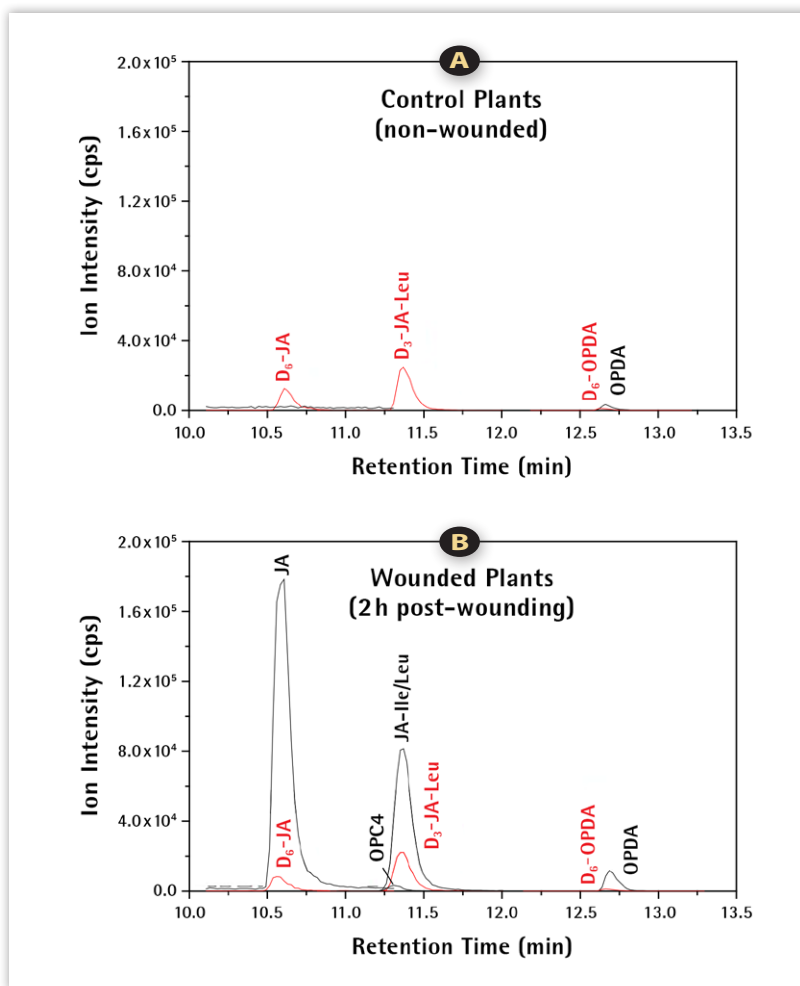 A
Control Plants
(non-wounded)
Ion Intensity (cps)
2.0x10⁵
1.6x10⁵
1.2x10⁵
8.0x10⁴
4.0x10⁴
0.0
D₆-JA
D₃-JA-Leu
D₆-OPDA
OPDA
10.0 10.5 11.0 11.5 12.0 12.5 13.0 13.5
Retention Time (min)
B
Wounded Plants
(2h post-wounding)
Ion Intensity (cps)
2.0x10⁵
1.6x10⁵
1.2x10⁵
8.0x10⁴
4.0x10⁴
0.0
JA
D₆-JA
OPC4
JA-Ile/Leu
D₃-JA-Leu
D₆-OPDA
OPDA
10.0 10.5 11.0 11.5 12.0 12.5 13.0 13.5
Retention Time (min)